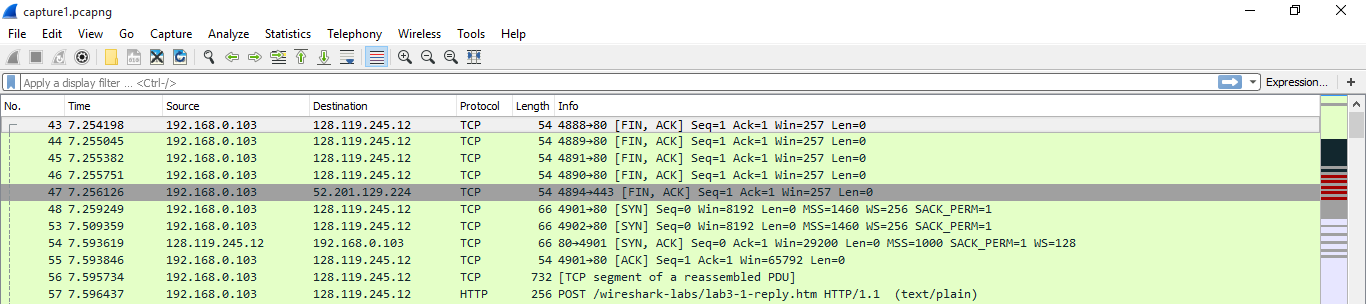 capture1.pcapng
File Edit View Go Capture Analyze Statistics Telephony Wireless Tools Help
Apply a display filter ... <Ctrl-/> Expression... +
No. Time Source Destination Protocol Length Info
43 7.254198 192.168.0.103 128.119.245.12 TCP 54 4888→80 [FIN, ACK] Seq=1 Ack=1 Win=257 Len=0
44 7.255045 192.168.0.103 128.119.245.12 TCP 54 4889→80 [FIN, ACK] Seq=1 Ack=1 Win=257 Len=0
45 7.255382 192.168.0.103 128.119.245.12 TCP 54 4891→80 [FIN, ACK] Seq=1 Ack=1 Win=257 Len=0
46 7.255751 192.168.0.103 128.119.245.12 TCP 54 4890→80 [FIN, ACK] Seq=1 Ack=1 Win=257 Len=0
47 7.256126 192.168.0.103 52.201.129.224 TCP 54 4894→443 [FIN, ACK] Seq=1 Ack=1 Win=257 Len=0
48 7.259249 192.168.0.103 128.119.245.12 TCP 66 4901→80 [SYN] Seq=0 Win=8192 Len=0 MSS=1460 WS=256 SACK_PERM=1
53 7.509359 192.168.0.103 128.119.245.12 TCP 66 4902→80 [SYN] Seq=0 Win=8192 Len=0 MSS=1460 WS=256 SACK_PERM=1
54 7.593619 128.119.245.12 192.168.0.103 TCP 66 80→4901 [SYN, ACK] Seq=0 Ack=1 Win=29200 Len=0 MSS=1000 SACK_PERM=1 WS=128
55 7.593846 192.168.0.103 128.119.245.12 TCP 54 4901→80 [ACK] Seq=1 Ack=1 Win=65792 Len=0
56 7.595734 192.168.0.103 128.119.245.12 TCP 732 [TCP segment of a reassembled PDU]
57 7.596437 192.168.0.103 128.119.245.12 HTTP 256 POST /wireshark-labs/lab3-1-reply.htm HTTP/1.1 (text/plain)